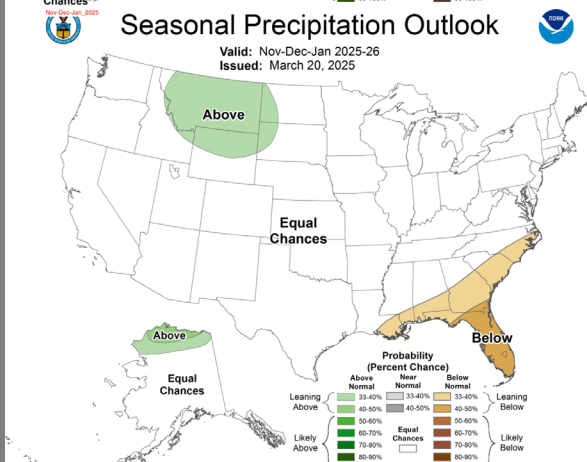 Chances
Nov-Dec-Jan_2025
Seasonal Precipitation Outlook
NOAA
Valid: Nov-Dec-Jan 2025-26
Issued: March 20, 2025
Above
Equal
Chances
Below
Above
Equal
Chances
Probability
(Percent Chance)
Above Normal
Near Normal
Below Normal
Leaning Above
33-40%
33-40%
33-40%
Leaning Below
40-50%
40-50%
40-50%
Likely Above
50-60%
50-60%
Likely Below
60-70%
Equal Chances
60-70%
70-80%
70-80%
80-90%
80-90%